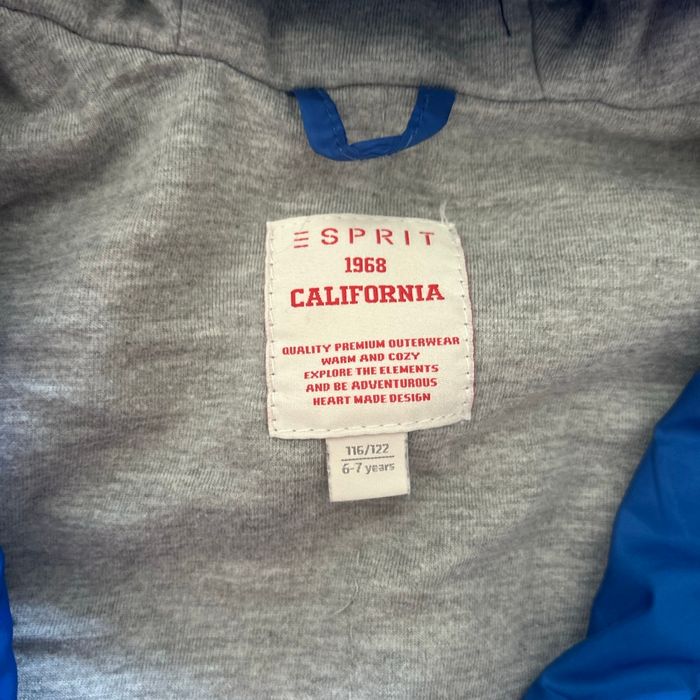 ESPRIT
1968
CALIFORNIA
QUALITY PREMIUM OUTERWEAR
WARM AND COZY
EXPLORE THE ELEMENTS
AND BE ADVENTUROUS
HEART MADE DESIGN
116/122
6-7 years